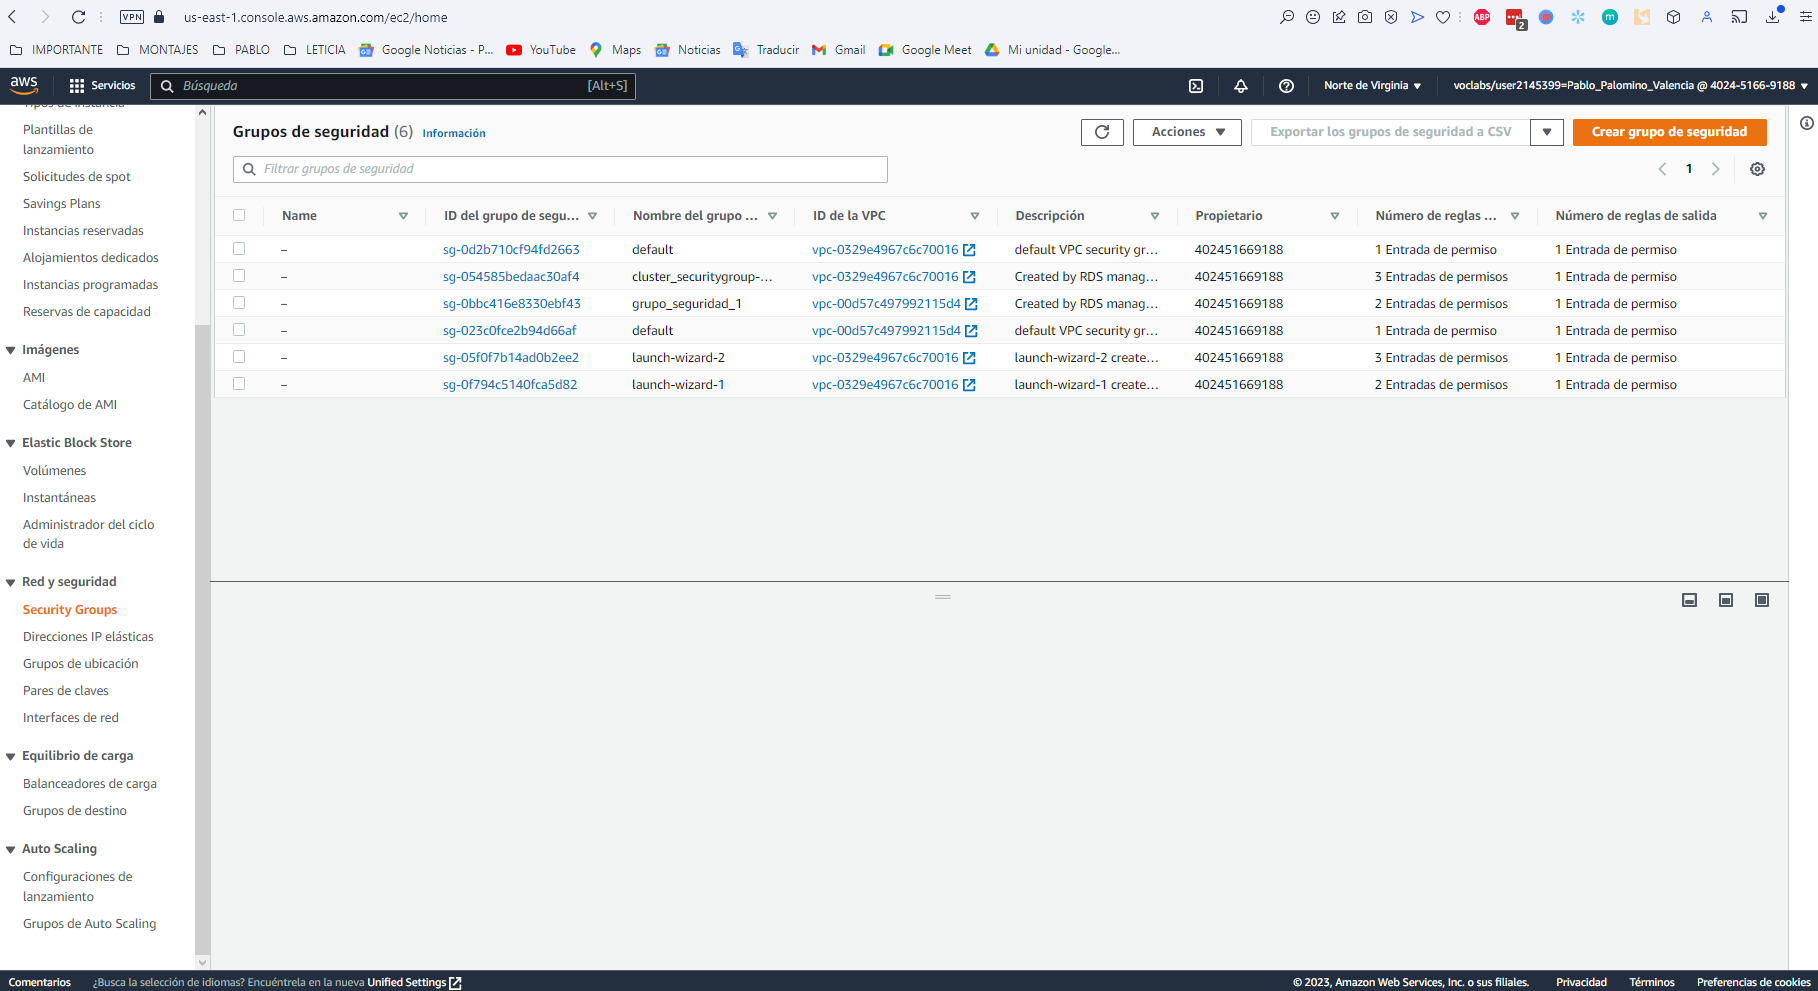 VPN us-east-1.console.aws.amazon.com/ec2/home ABP 2 m
IMPORTANTE MONTAJES PABLO LETICIA Google Noticias - P... YouTube Maps Noticias Traducir Gmail Google Meet Mi unidad - Google...
aws Servicios Búsqueda [Alt+S] Norte de Virginia voclabs/user2145399=Pablo_Palomino_Valencia @ 4024-5166-9188
Tipos de instancia
Plantillas de
lanzamiento
Solicitudes de spot
Savings Plans
Instancias reservadas
Alojamientos dedicados
Instancias programadas
Reservas de capacidad
Imágenes
AMI
Catálogo de AMI
Elastic Block Store
Volúmenes
Instantáneas
Administrador del ciclo
de vida
Red y seguridad
Security Groups
Direcciones IP elásticas
Grupos de ubicación
Pares de claves
Interfaces de red
Equilibrio de carga
Balanceadores de carga
Grupos de destino
Auto Scaling
Configuraciones de
lanzamiento
Grupos de Auto Scaling
Grupos de seguridad (6) Información Acciones Exportar los grupos de seguridad a CSV Crear grupo de seguridad
Filtrar grupos de seguridad 1
Name ID del grupo de segu... Nombre del grupo ... ID de la VPC Descripción Propietario Número de reglas ... Número de reglas de salida
– sg-0d2b710cf94fd2663 default vpc-0329e4967c6c70016 default VPC security gr... 402451669188 1 Entrada de permiso 1 Entrada de permiso
– sg-054585bedaac30af4 cluster_securitygroup-... vpc-0329e4967c6c70016 Created by RDS manag... 402451669188 3 Entradas de permisos 1 Entrada de permiso
– sg-0bbc416e8330ebf43 grupo_seguridad_1 vpc-00d57c497992115d4 Created by RDS manag... 402451669188 2 Entradas de permisos 1 Entrada de permiso
– sg-023c0fce2b94d66af default vpc-00d57c497992115d4 default VPC security gr... 402451669188 1 Entrada de permiso 1 Entrada de permiso
– sg-05f0f7b14ad0b2ee2 launch-wizard-2 vpc-0329e4967c6c70016 launch-wizard-2 create... 402451669188 3 Entradas de permisos 1 Entrada de permiso
– sg-0f794c5140fca5d82 launch-wizard-1 vpc-0329e4967c6c70016 launch-wizard-1 create... 402451669188 2 Entradas de permisos 1 Entrada de permiso
Comentarios ¿Busca la selección de idiomas? Encuéntrela en la nueva Unified Settings © 2023, Amazon Web Services, Inc. o sus filiales. Privacidad Términos Preferencias de cookies